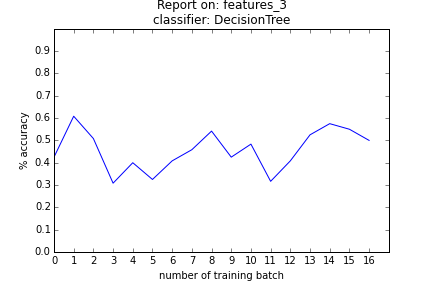 Report on: features_3
classifier: DecisionTree
0.9
0.8
0.7
0.6
0.5
0.4
0.3
0.2
0.1
0.0
% accuracy
0 1 2 3 4 5 6 7 8 9 10 11 12 13 14 15 16
number of training batch